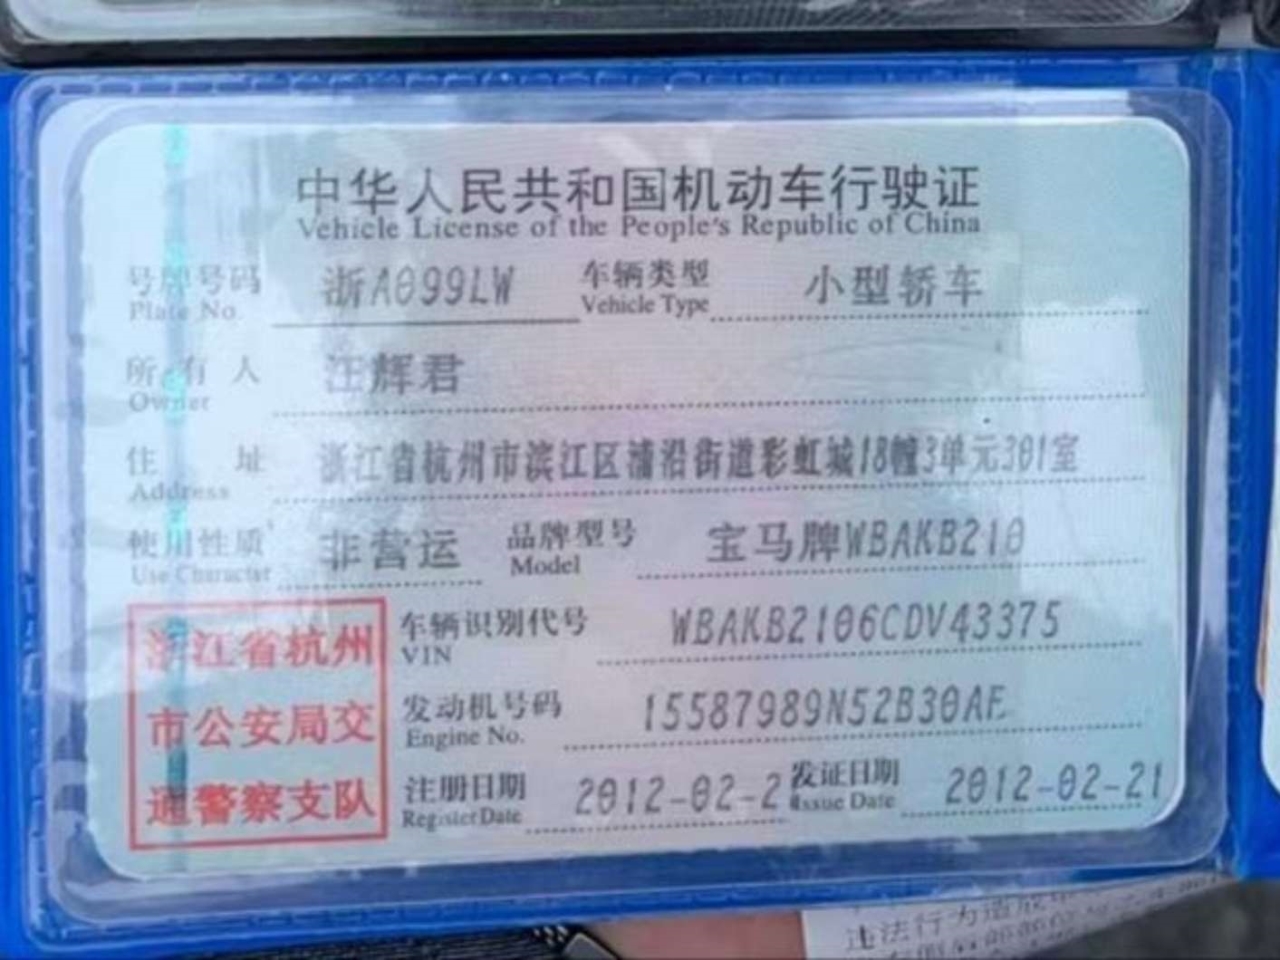 中华人民共和国机动车行驶证
Vehicle License of the People's Republic of China
号牌号码 浙A099LW 车辆类型 小型轿车
Plate No. Vehicle Type
所有人 汪辉君
Owner
住址 浙江省杭州市滨江区浦沿街道彩虹城18幢3单元301室
Address
使用性质 非营运 品牌型号 宝马牌WBAKB210
Use Character Model
浙江省杭州
市公安局交
通警察支队
车辆识别代号 WBAKB2106CDV43375
VIN
发动机号码 15587989N52B30AF
Engine No.
注册日期 2012-02-2 发证日期 2012-02-21
Register Date Issue Date
违法行为造成